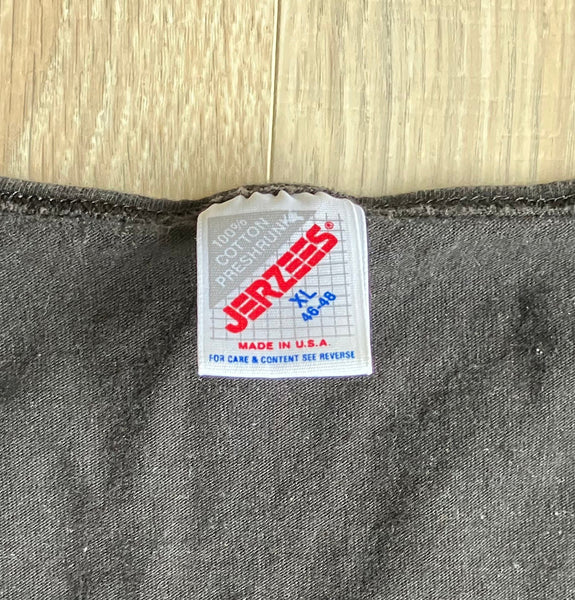 100%
COTTON
PRESHRUNK
JERZEES
XL
46-48
MADE IN U.S.A.
FOR CARE & CONTENT SEE REVERSE